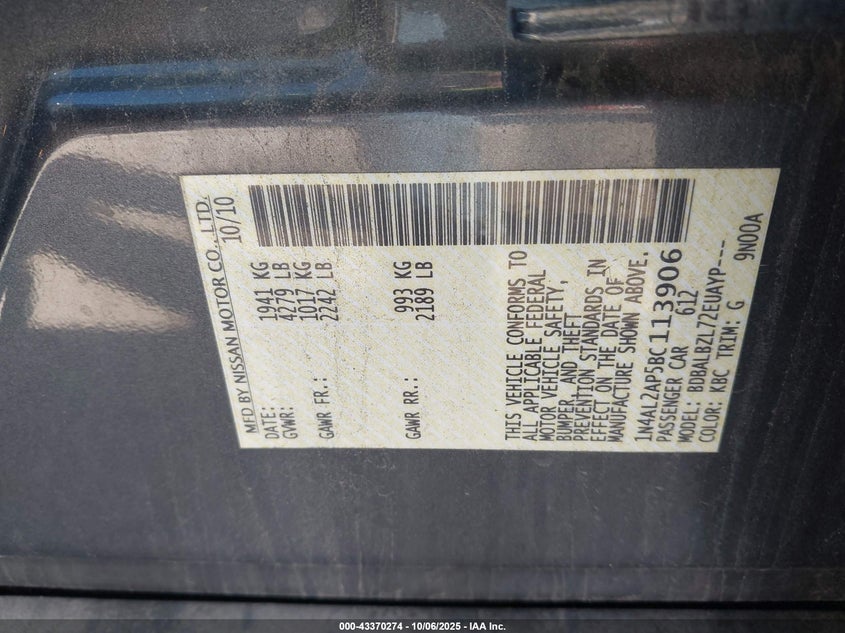 MFD BY NISSAN MOTOR CO., LTD.
DATE: 10/10
GVWR: 1941 KG
4279 LB
GAWR FR.: 1017 KG
2242 LB
GAWR RR.: 993 KG
2189 LB
THIS VEHICLE CONFORMS TO
ALL APPLICABLE FEDERAL
MOTOR VEHICLE SAFETY,
BUMPER, AND THEFT
PREVENTION STANDARDS IN
EFFECT ON THE DATE OF
MANUFACTURE SHOWN ABOVE.
1N4AL2AP5BC113906
PASSENGER CAR 612
MODEL: BDBALBZL72EUAYP---
COLOR: KBC TRIM: G 9N00A
000-43370274 - 10/06/2025 - IAA Inc.